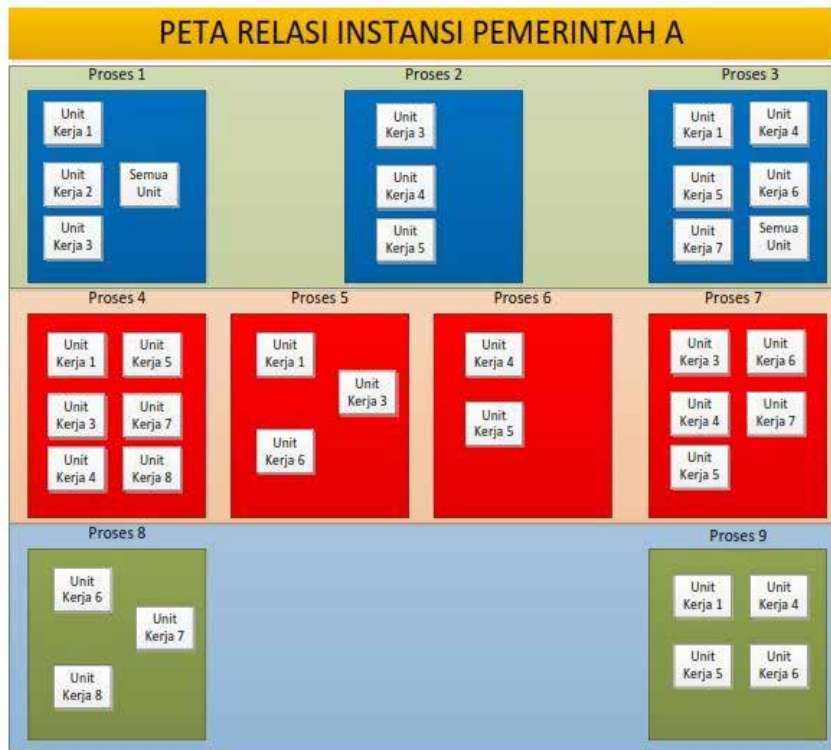 PETA RELASI INSTANSI PEMERINTAH A
Proses 1
Unit
Kerja 1
Unit
Kerja 2
Semua
Unit
Unit
Kerja 3
Proses 2
Unit
Kerja 3
Unit
Kerja 4
Unit
Kerja 5
Proses 3
Unit
Kerja 1
Unit
Kerja 4
Unit
Kerja 5
Unit
Kerja 6
Unit
Kerja 7
Semua
Unit
Proses 4
Unit
Kerja 1
Unit
Kerja 5
Unit
Kerja 3
Unit
Kerja 7
Unit
Kerja 4
Unit
Kerja 8
Proses 5
Unit
Kerja 1
Unit
Kerja 3
Unit
Kerja 6
Proses 6
Unit
Kerja 4
Unit
Kerja 5
Proses 7
Unit
Kerja 3
Unit
Kerja 6
Unit
Kerja 4
Unit
Kerja 7
Unit
Kerja 5
Proses 8
Unit
Kerja 6
Unit
Kerja 7
Unit
Kerja 8
Proses 9
Unit
Kerja 1
Unit
Kerja 4
Unit
Kerja 5
Unit
Kerja 6